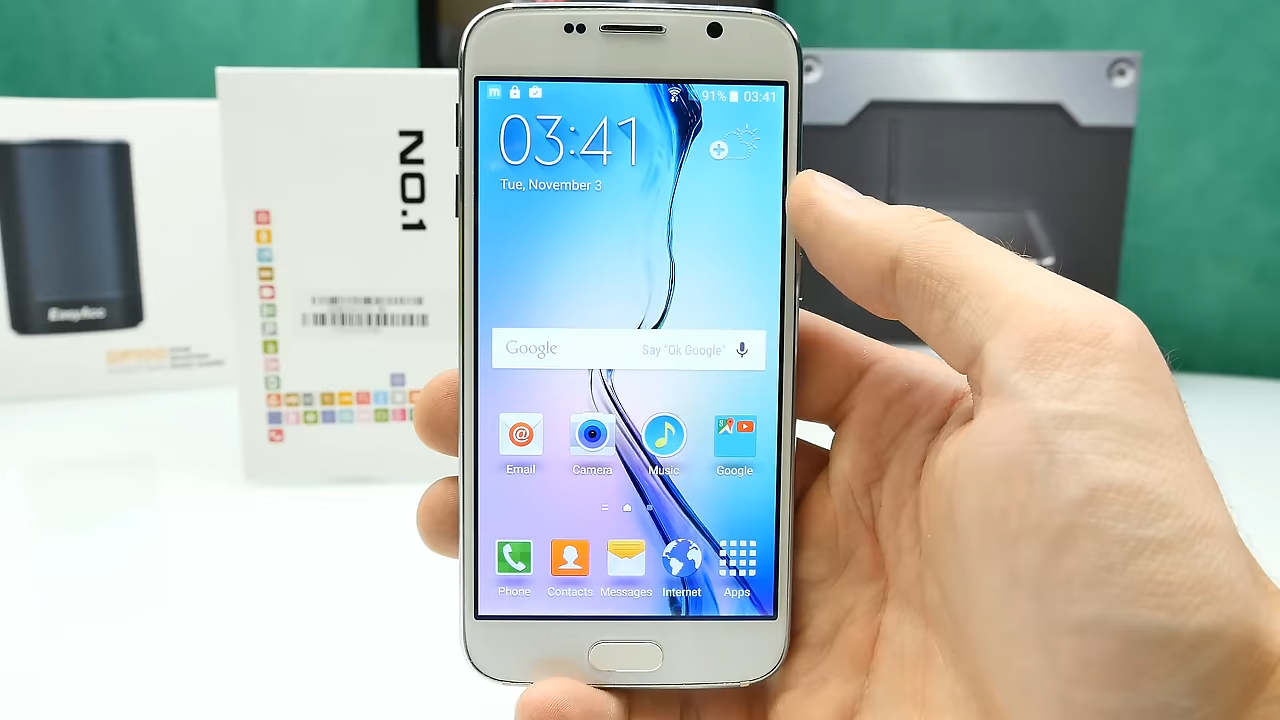 m
91% 03:41
03:41
Tue, November 3
Google Say "Ok Google"
Email Camera Music Google
Phone Contacts Messages Internet Apps
NO.1
EasyAcc